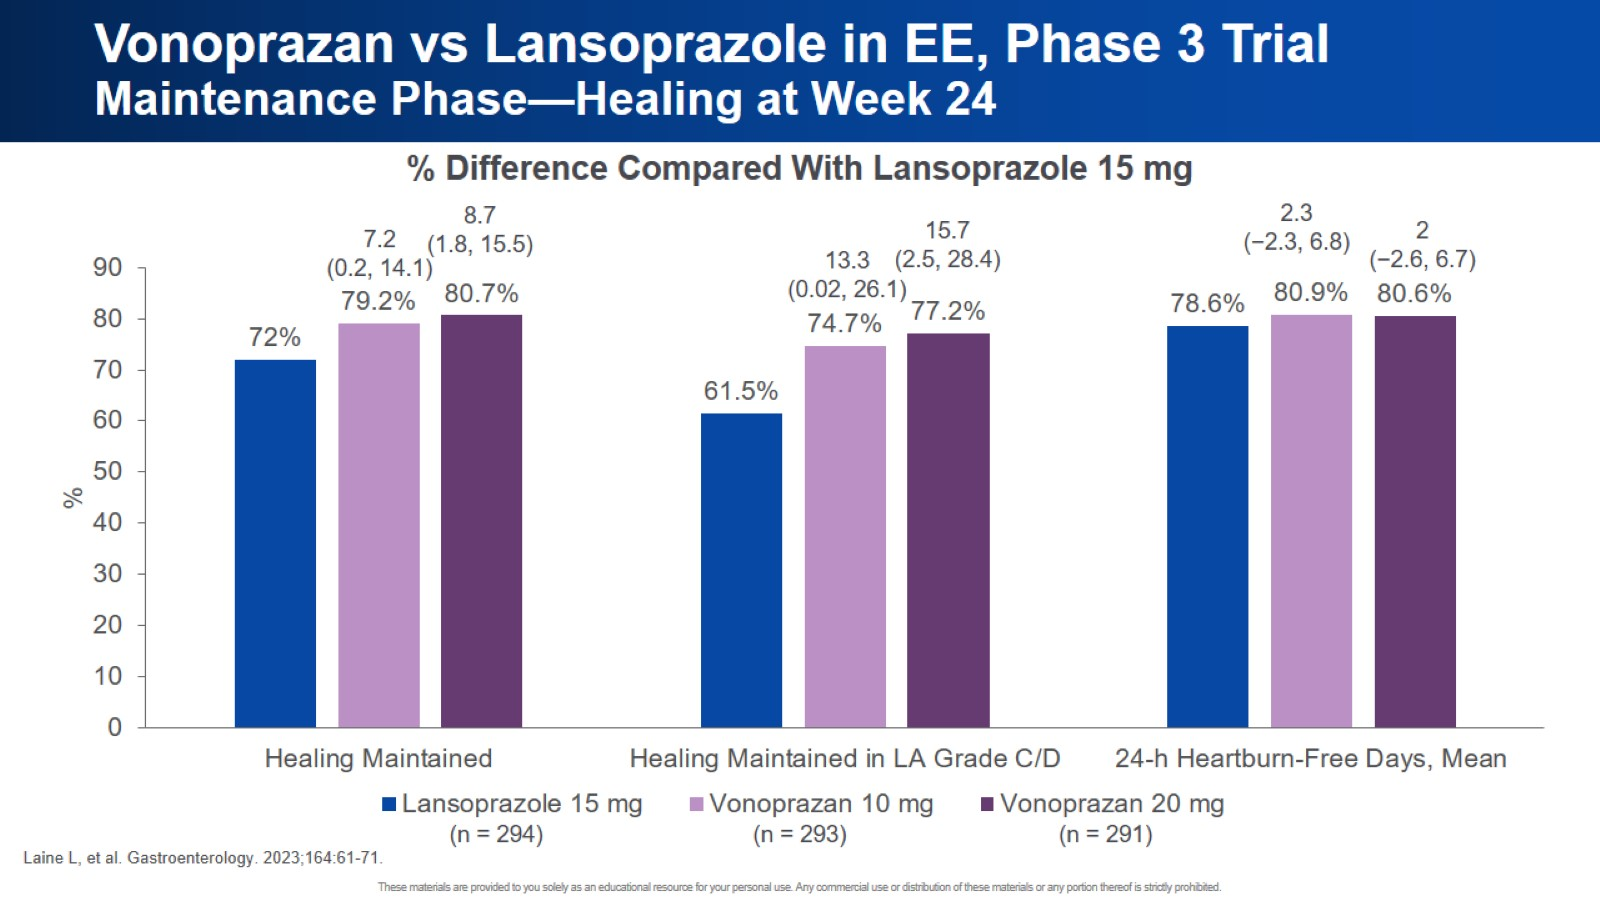 Vonoprazan vs Lansoprazole in EE, Phase 3 Trial
Maintenance Phase—Healing at Week 24
% Difference Compared With Lansoprazole 15 mg
8.7
(1.8, 15.5)
7.2
(0.2, 14.1)
72%
79.2%
80.7%
15.7
(2.5, 28.4)
13.3
(0.02, 26.1)
61.5%
74.7%
77.2%
2.3
(−2.3, 6.8)
2
(−2.6, 6.7)
78.6%
80.9%
80.6%
90
80
70
60
50
40
30
20
10
0
%
Healing Maintained
Healing Maintained in LA Grade C/D
24-h Heartburn-Free Days, Mean
Lansoprazole 15 mg
(n = 294)
Vonoprazan 10 mg
(n = 293)
Vonoprazan 20 mg
(n = 291)
Laine L, et al. Gastroenterology. 2023;164:61-71.
These materials are provided to you solely as an educational resource for your personal use. Any commercial use or distribution of these materials or any portion thereof is strictly prohibited.